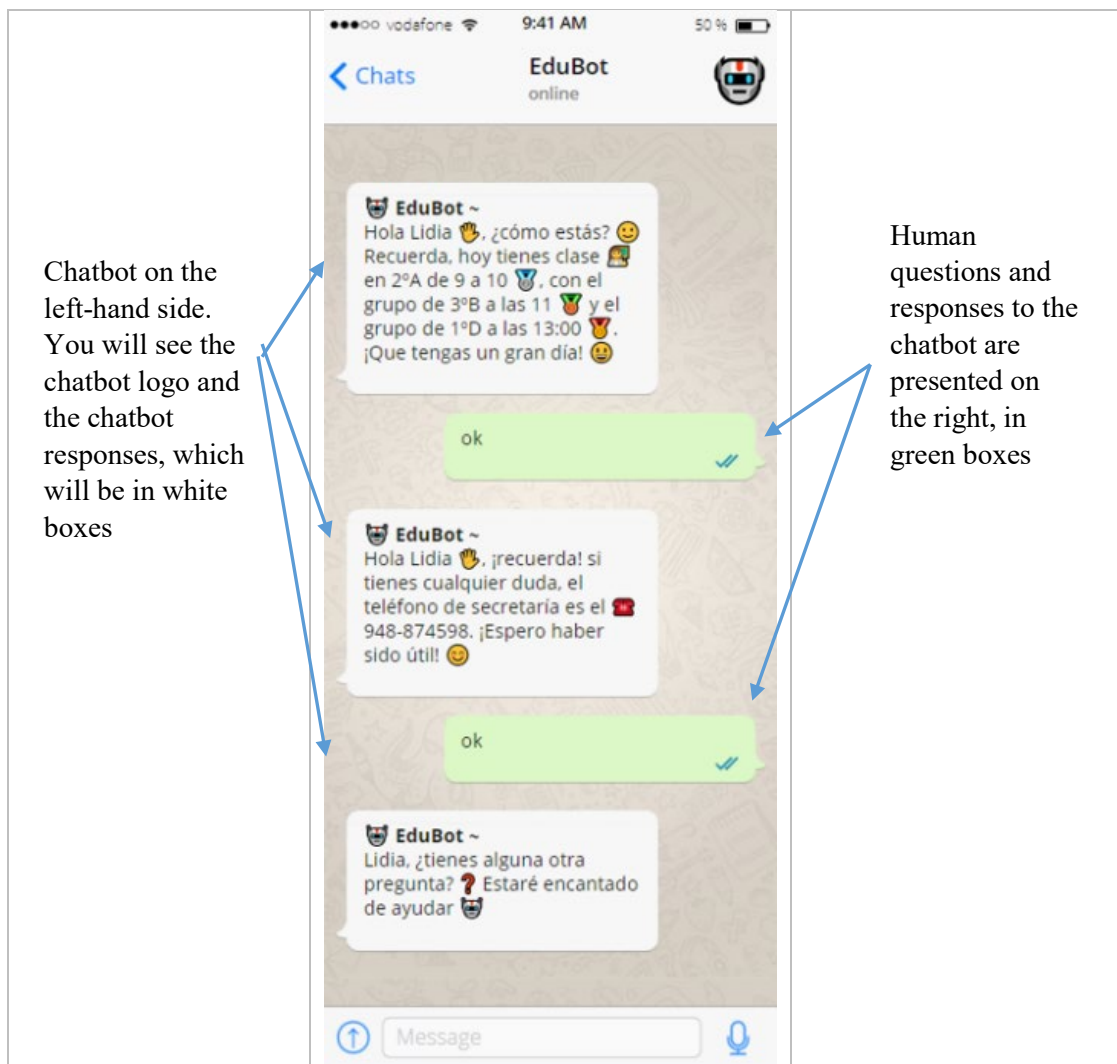 vodafone 9:41 AM 50 %
Chats EduBot
online
Chatbot on the
left-hand side.
You will see the
chatbot logo and
the chatbot
responses, which
will be in white
boxes
EduBot ~
Hola Lidia 🖐, ¿cómo estás? 🙂
Recuerda, hoy tienes clase 👩‍🏫
en 2ºA de 9 a 10 🥈, con el
grupo de 3ºB a las 11 🥉 y el
grupo de 1ºD a las 13:00 🏅.
¡Que tengas un gran día! 😀
ok
EduBot ~
Hola Lidia 🖐, ¡recuerda! si
tienes cualquier duda, el
teléfono de secretaría es el ☎
948-874598. ¡Espero haber
sido útil! 😊
ok
EduBot ~
Lidia, ¿tienes alguna otra
pregunta? ❓ Estaré encantado
de ayudar
Message
Human
questions and
responses to the
chatbot are
presented on
the right, in
green boxes